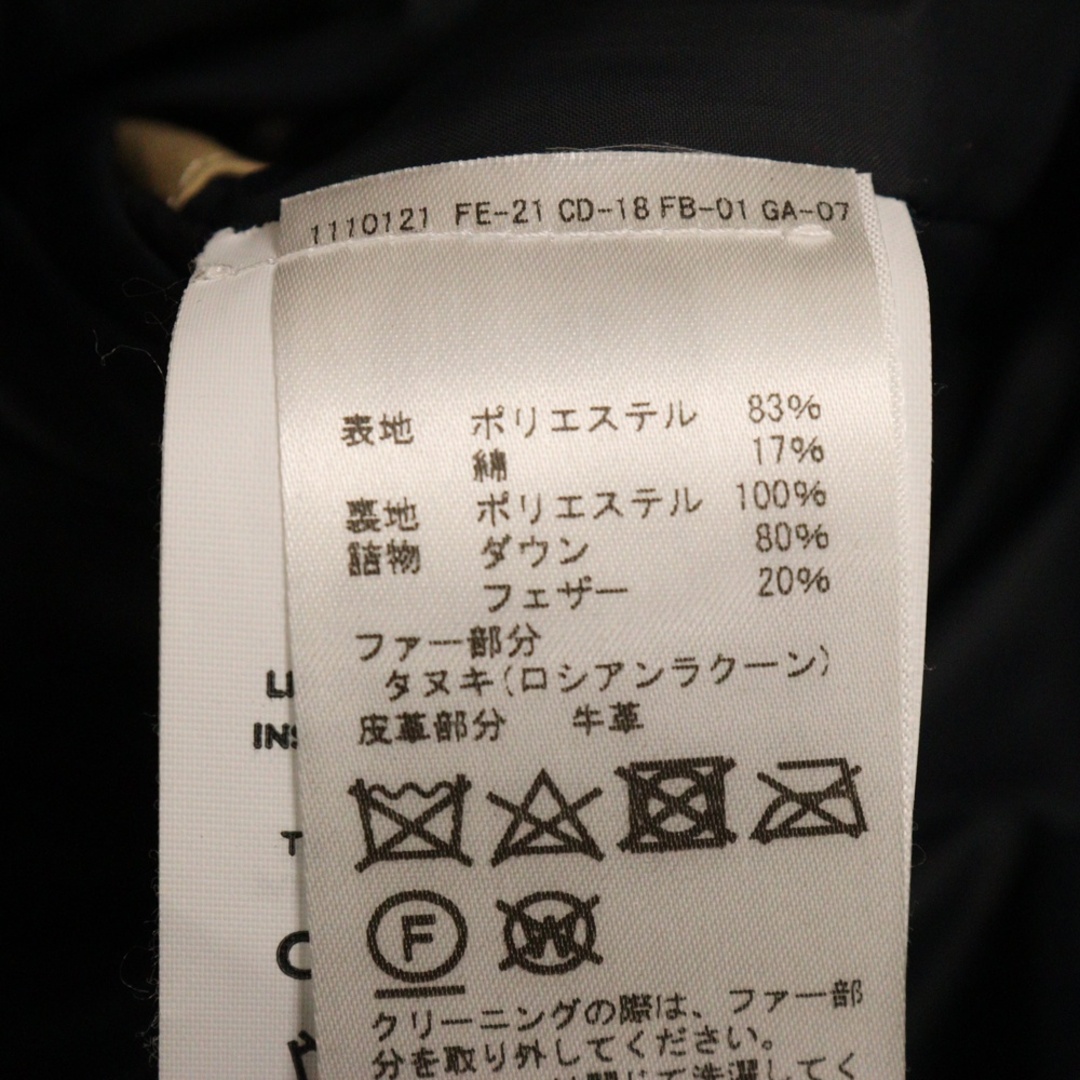 1110121 FE-21 CD-18 FB-01 GA-07
表地 ポリエステル 83%
綿 17%
裏地 ポリエステル 100%
詰物 ダウン 80%
フェザー 20%
ファー部分
タヌキ(ロシアンラクーン)
皮革部分 牛革
F W
クリーニングの際は、ファー部
分を取り外してください。
閉じて洗濯してく